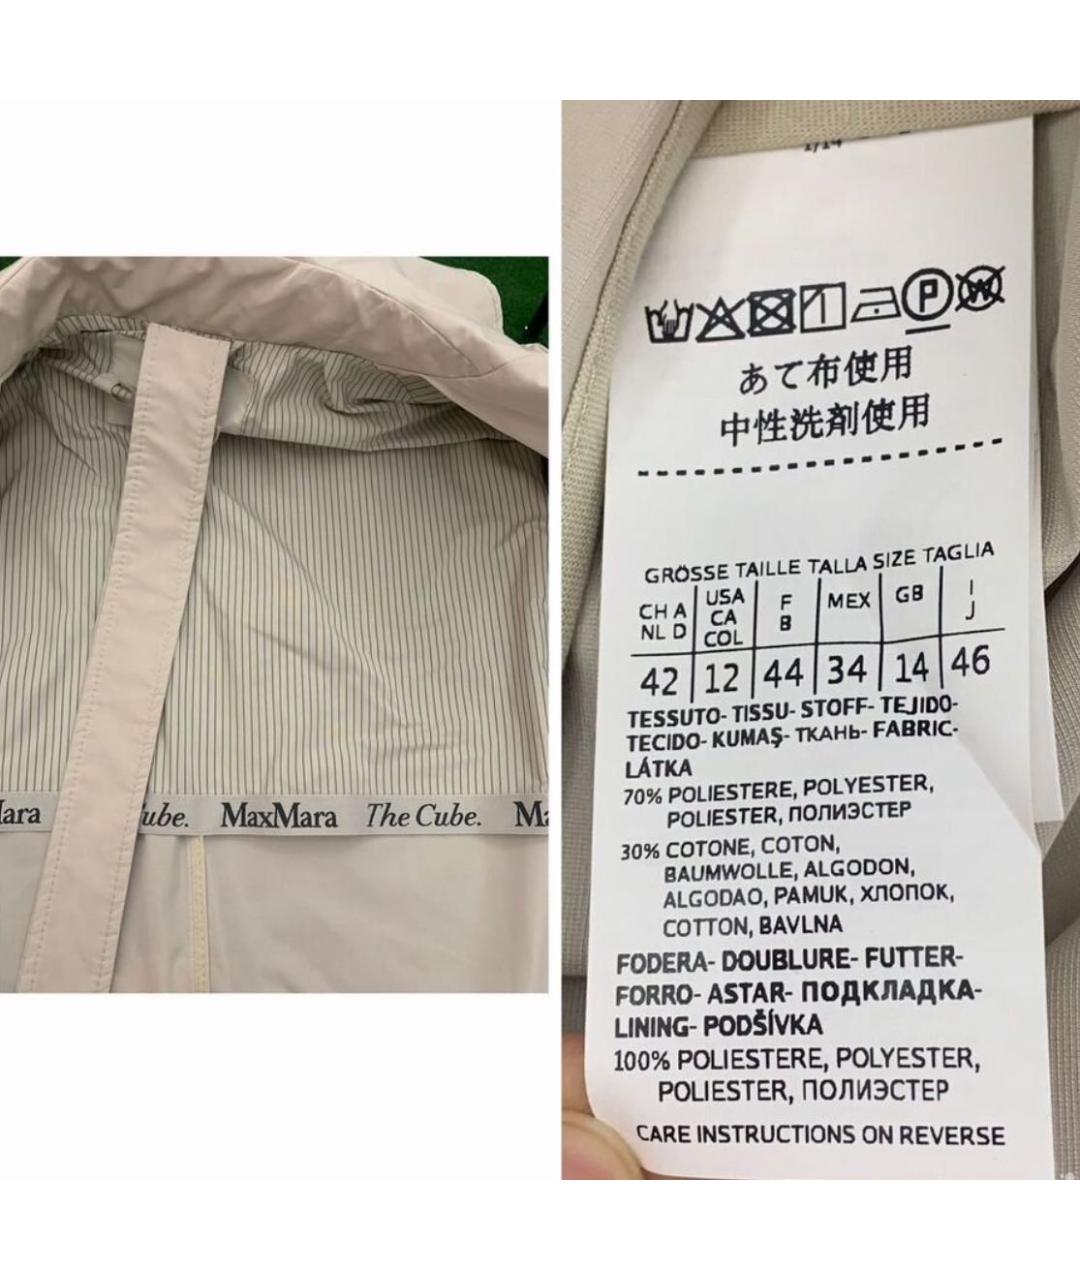 MaxMara The Cube.
1/14
あて布使用
中性洗剤使用
GRÖSSE TAILLE TALLA SIZE TAGLIA
CH A NL D
USA CA COL
F B
MEX
GB
I J
42 12 44 34 14 46
TESSUTO- TISSU- STOFF- TEJIDO-
TECIDO- KUMAŞ- ТКАНЬ- FABRIC-
LÁTKA
70% POLIESTERE, POLYESTER,
POLIESTER, ПОЛИЭСТЕР
30% COTONE, COTON,
BAUMWOLLE, ALGODON,
ALGODAO, PAMUK, ХЛОПОК,
COTTON, BAVLNA
FODERA- DOUBLURE- FUTTER-
FORRO- ASTAR- ПОДКЛАДКА-
LINING- PODŠÍVKA
100% POLIESTERE, POLYESTER,
POLIESTER, ПОЛИЭСТЕР
CARE INSTRUCTIONS ON REVERSE